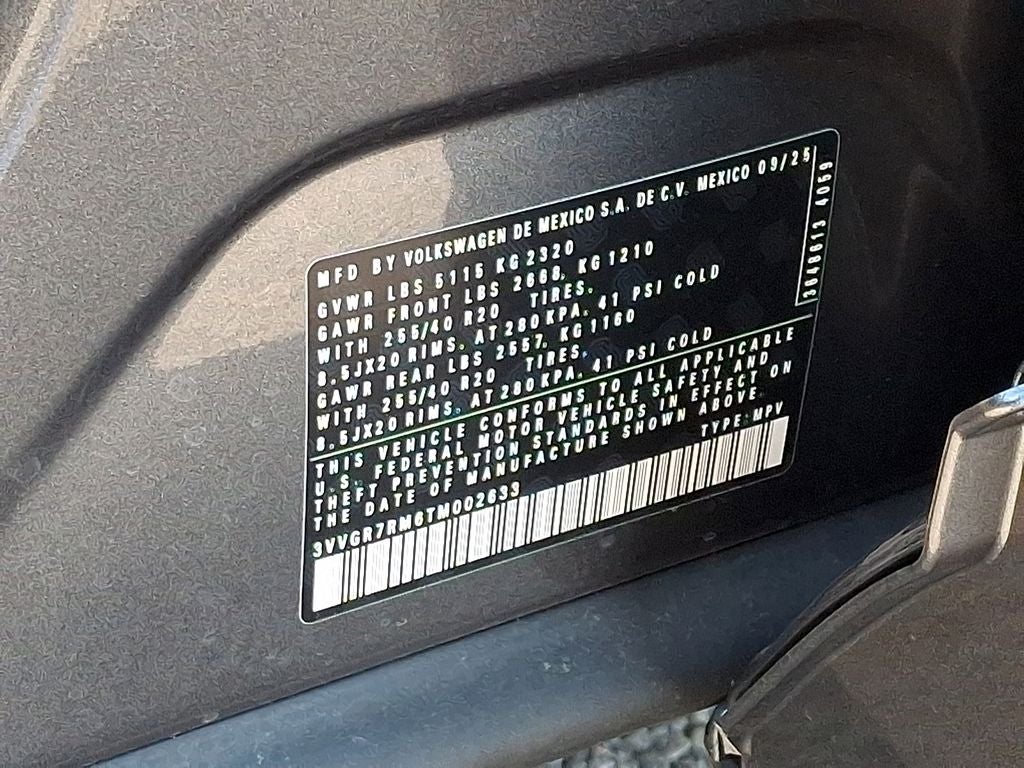 MFD BY VOLKSWAGEN DE MEXICO S.A. DE C.V. MEXICO 09/25
GVWR LBS 5115 KG 2320
GAWR FRONT LBS 2668, KG 1210
WITH 255/40 R20 TIRES.
8.5JX20 RIMS. AT 280 KPA. 41 PSI COLD
GAWR REAR LBS 2557, KG 1160
WITH 255/40 R20 TIRES.
8.5JX20 RIMS. AT 280 KPA. 41 PSI COLD
3648613 4059
THIS VEHICLE CONFORMS TO ALL APPLICABLE
U.S. FEDERAL MOTOR VEHICLE SAFETY AND
THEFT PREVENTION STANDARDS IN EFFECT ON
THE DATE OF MANUFACTURE SHOWN ABOVE.
3VVGR7RM6TM002633 TYPE: MPV